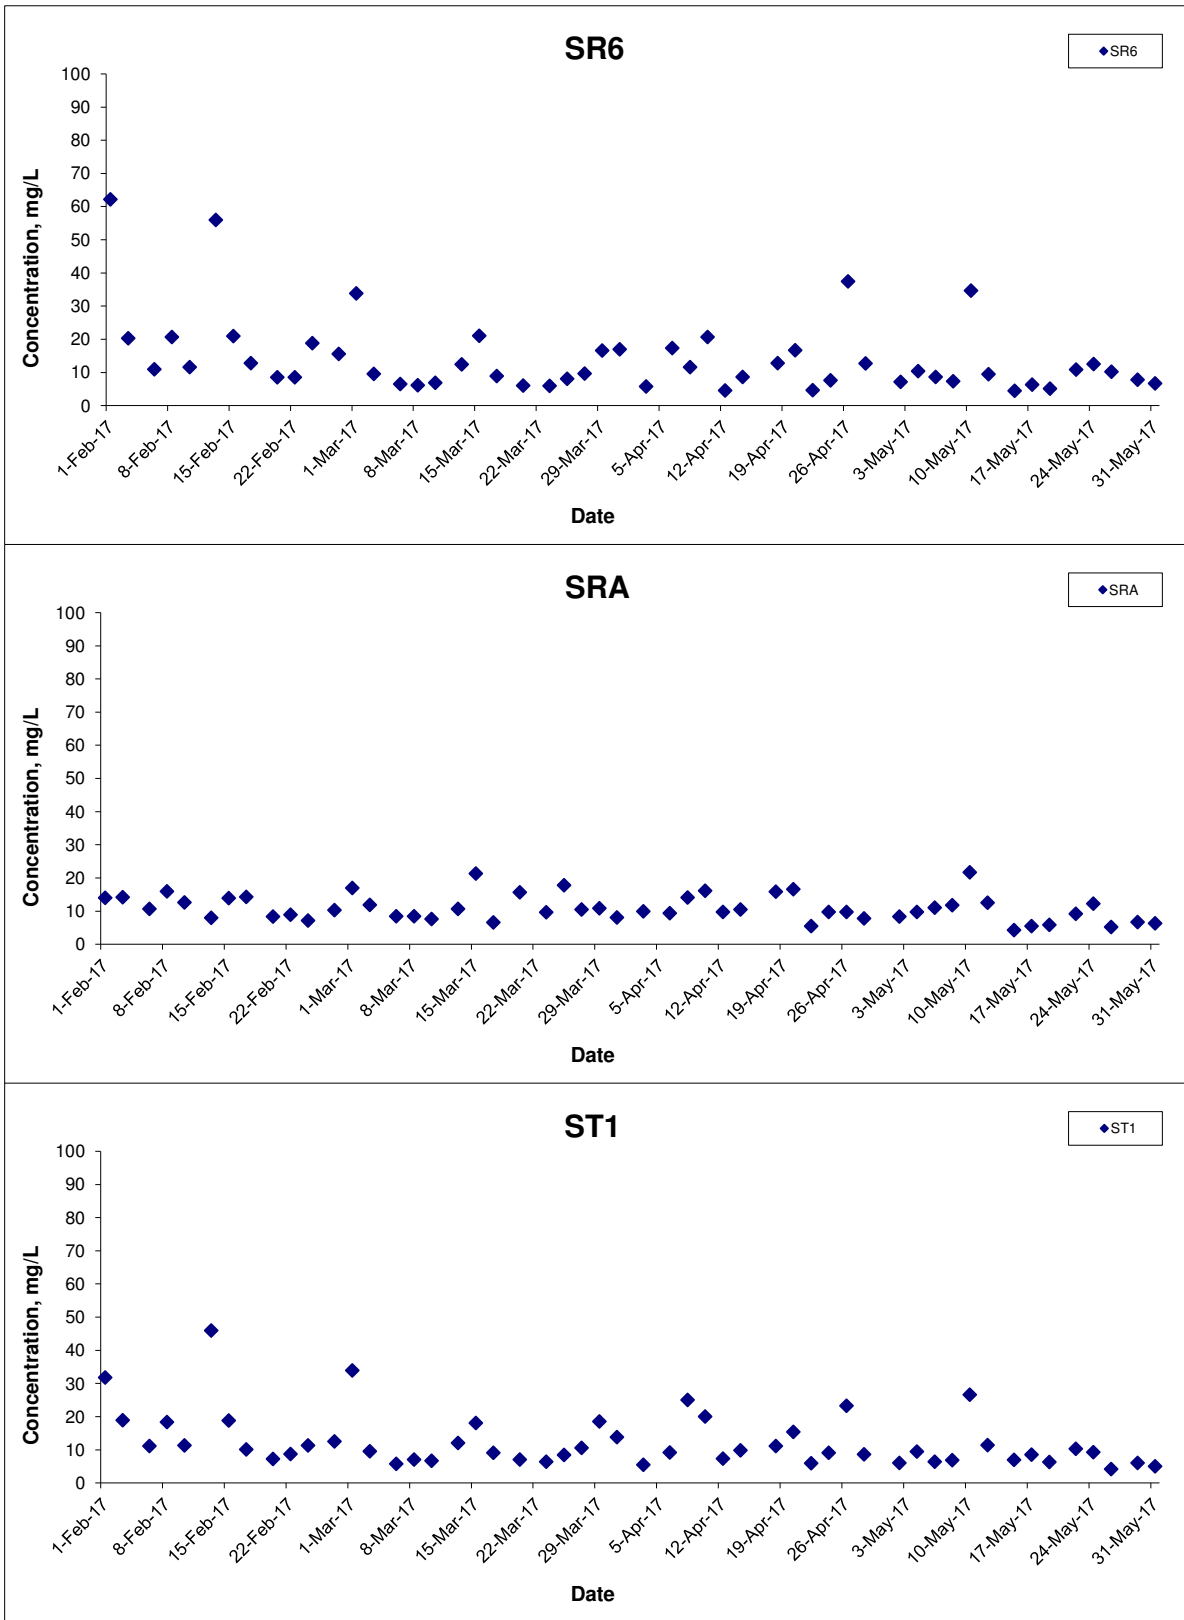 SR6
SR6
Concentration, mg/L
100
90
80
70
60
50
40
30
20
10
0
1-Feb-17
8-Feb-17
15-Feb-17
22-Feb-17
1-Mar-17
8-Mar-17
15-Mar-17
22-Mar-17
29-Mar-17
5-Apr-17
12-Apr-17
19-Apr-17
26-Apr-17
3-May-17
10-May-17
17-May-17
24-May-17
31-May-17
Date
SRA
SRA
Concentration, mg/L
100
90
80
70
60
50
40
30
20
10
0
1-Feb-17
8-Feb-17
15-Feb-17
22-Feb-17
1-Mar-17
8-Mar-17
15-Mar-17
22-Mar-17
29-Mar-17
5-Apr-17
12-Apr-17
19-Apr-17
26-Apr-17
3-May-17
10-May-17
17-May-17
24-May-17
31-May-17
Date
ST1
ST1
Concentration, mg/L
100
90
80
70
60
50
40
30
20
10
0
1-Feb-17
8-Feb-17
15-Feb-17
22-Feb-17
1-Mar-17
8-Mar-17
15-Mar-17
22-Mar-17
29-Mar-17
5-Apr-17
12-Apr-17
19-Apr-17
26-Apr-17
3-May-17
10-May-17
17-May-17
24-May-17
31-May-17
Date